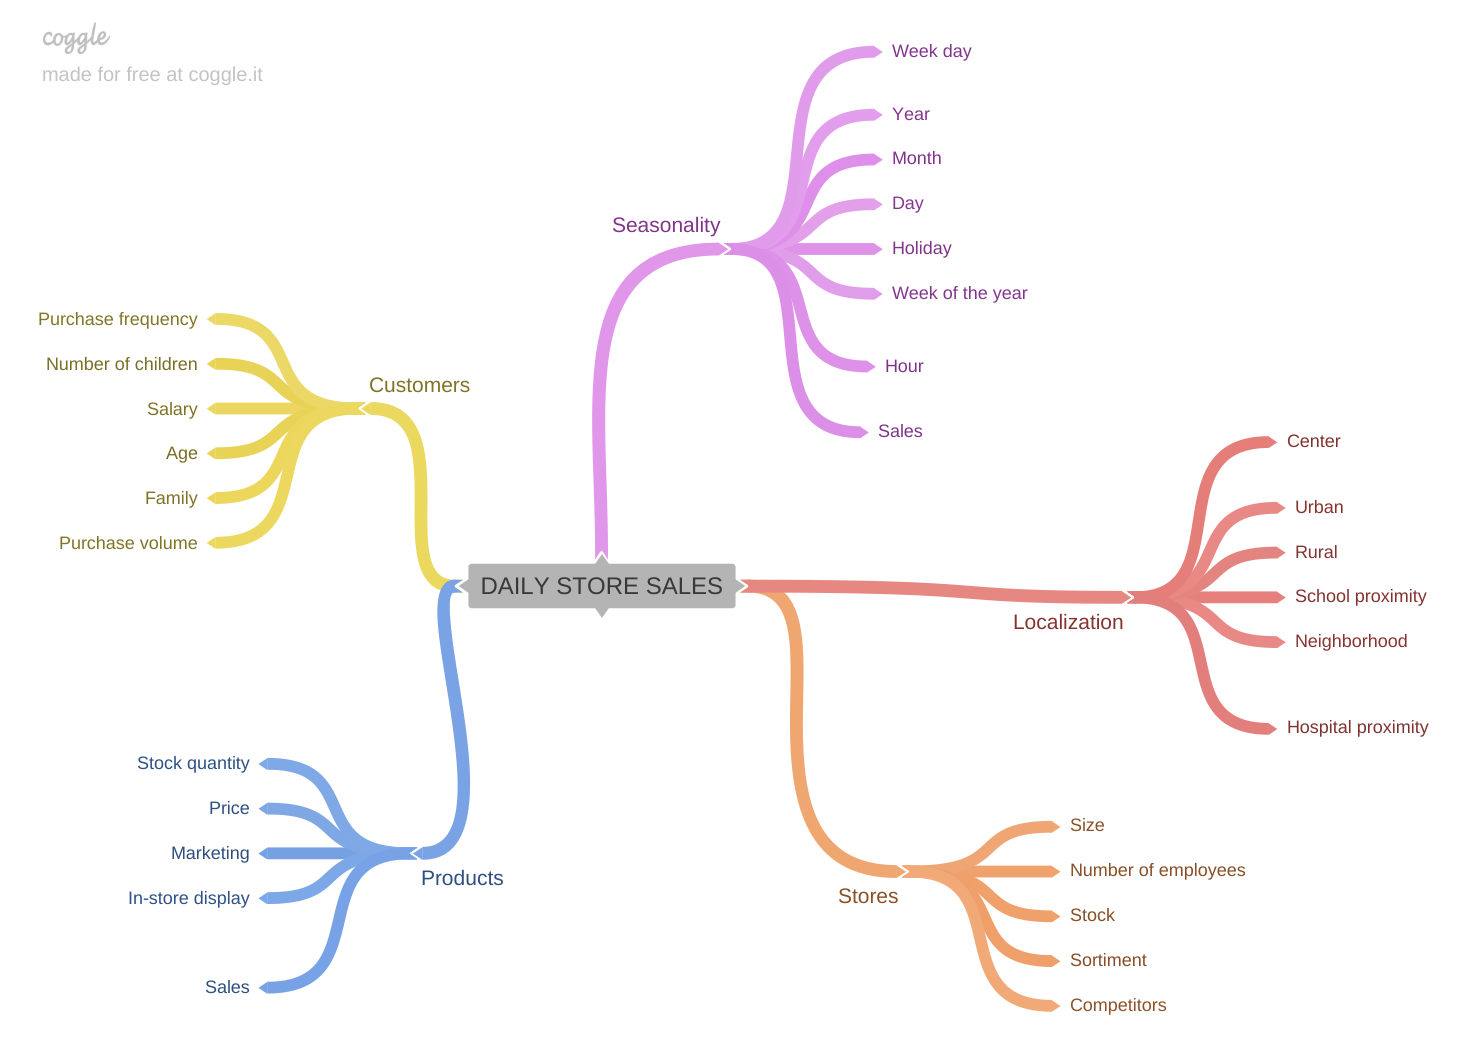 coggle
made for free at coggle.it
Week day
Year
Month
Day
Holiday
Week of the year
Hour
Sales
Seasonality
Purchase frequency
Number of children
Salary
Age
Family
Purchase volume
Customers
DAILY STORE SALES
Center
Urban
Rural
School proximity
Neighborhood
Hospital proximity
Localization
Stock quantity
Price
Marketing
In-store display
Sales
Products
Size
Number of employees
Stock
Sortiment
Competitors
Stores